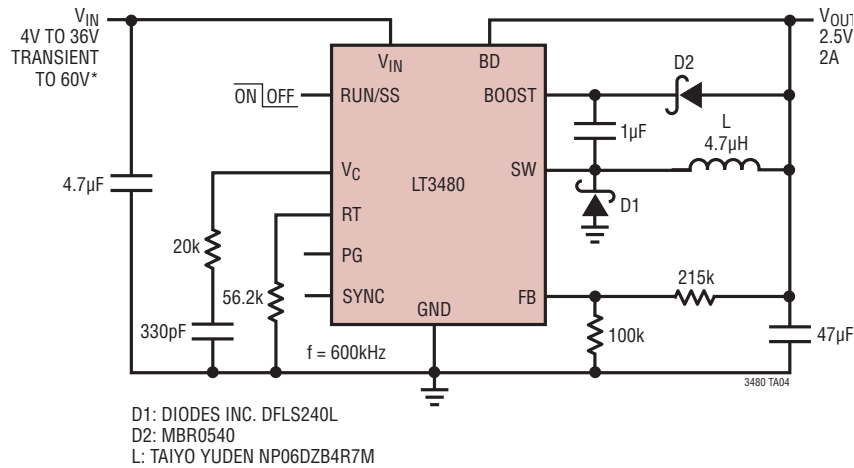 VIN
4V TO 36V
TRANSIENT
TO 60V*
VIN
BD
VOUT
2.5V
2A
D2
ON OFF
RUN/SS
BOOST
1µF
L
4.7µH
4.7µF
VC
LT3480
SW
D1
RT
20k
PG
56.2k
SYNC
FB
215k
GND
330pF
f = 600kHz
100k
47µF
3480 TA04
D1: DIODES INC. DFLS240L
D2: MBR0540
L: TAIYO YUDEN NP06DZB4R7M